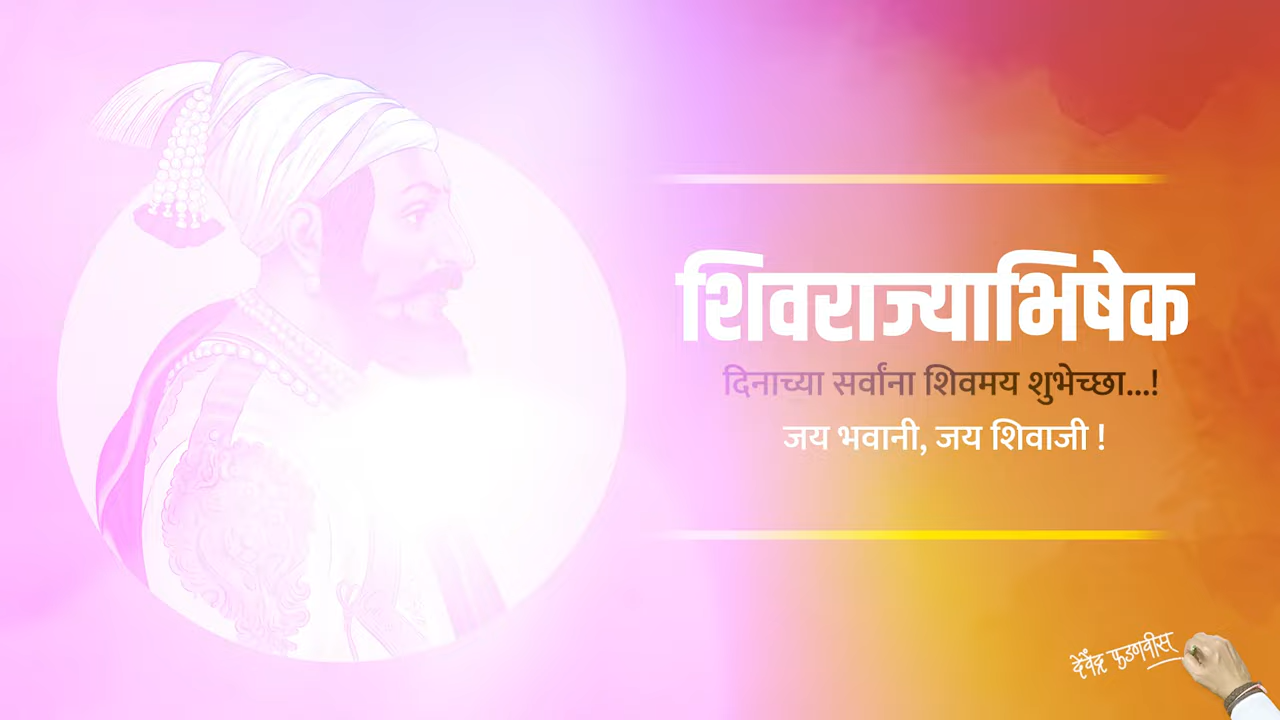 शिवराज्याभिषेक
दिनाच्या सर्वांना शिवमय शुभेच्छा...!
जय भवानी, जय शिवाजी !
देवेंद्र फडणवीस